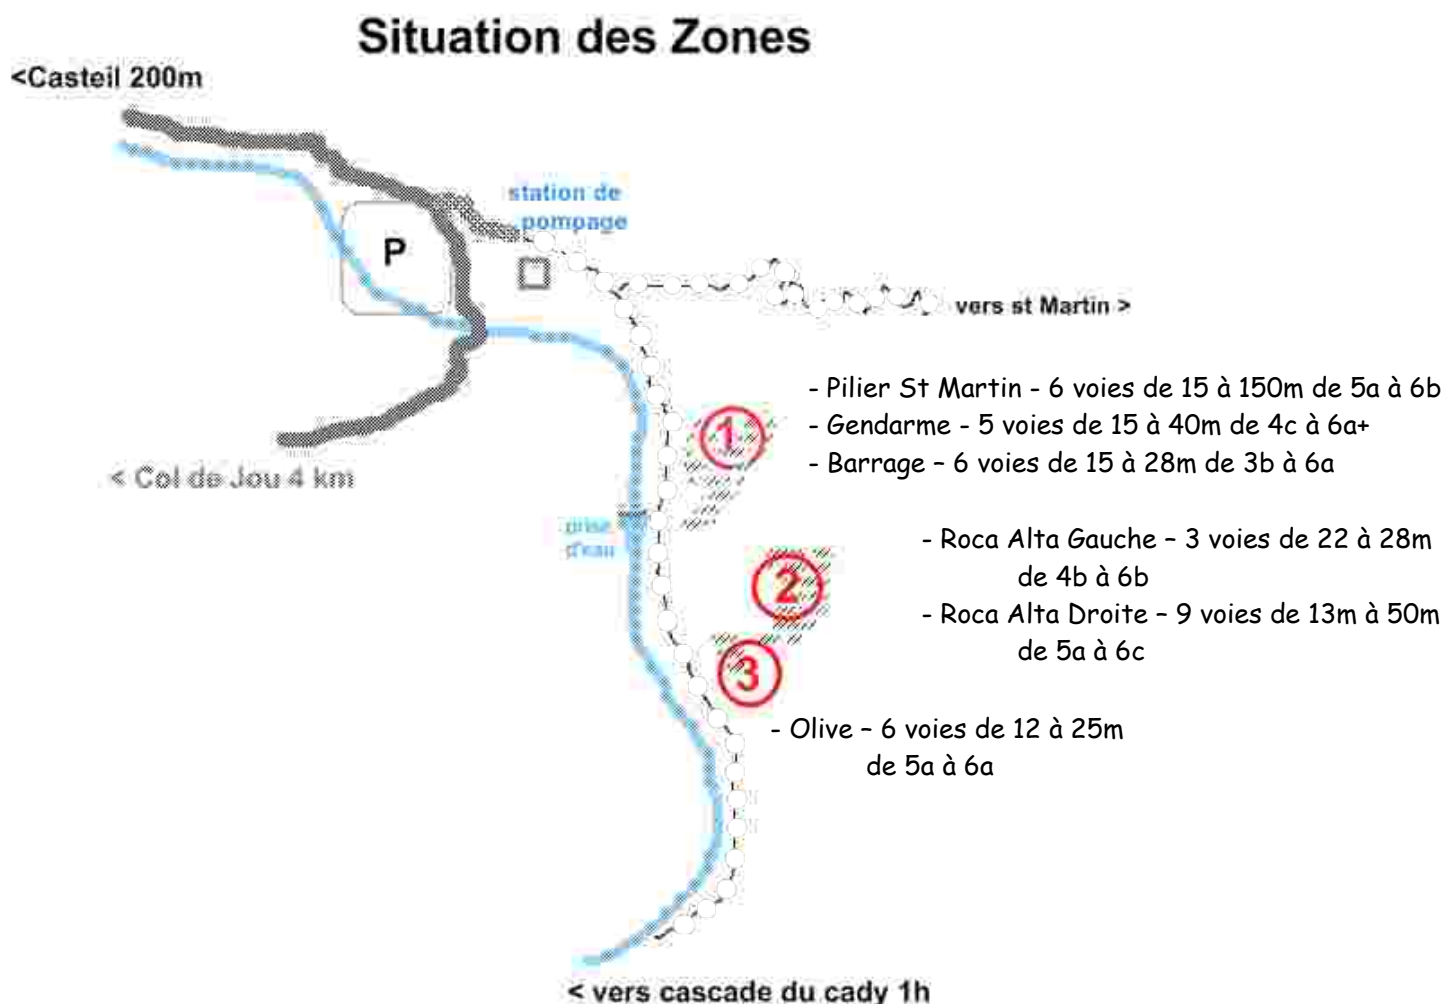 Situation des Zones
<Casteil 200m
station de
pompage
P
vers st Martin >
- Pilier St Martin - 6 voies de 15 à 150m de 5a à 6b
1
- Gendarme - 5 voies de 15 à 40m de 4c à 6a+
- Barrage – 6 voies de 15 à 28m de 3b à 6a
< Col de Jou 4 km
prise
d'eau
- Roca Alta Gauche – 3 voies de 22 à 28m
de 4b à 6b
2
- Roca Alta Droite – 9 voies de 13m à 50m
de 5a à 6c
3
- Olive – 6 voies de 12 à 25m
de 5a à 6a
< vers cascade du cady 1h